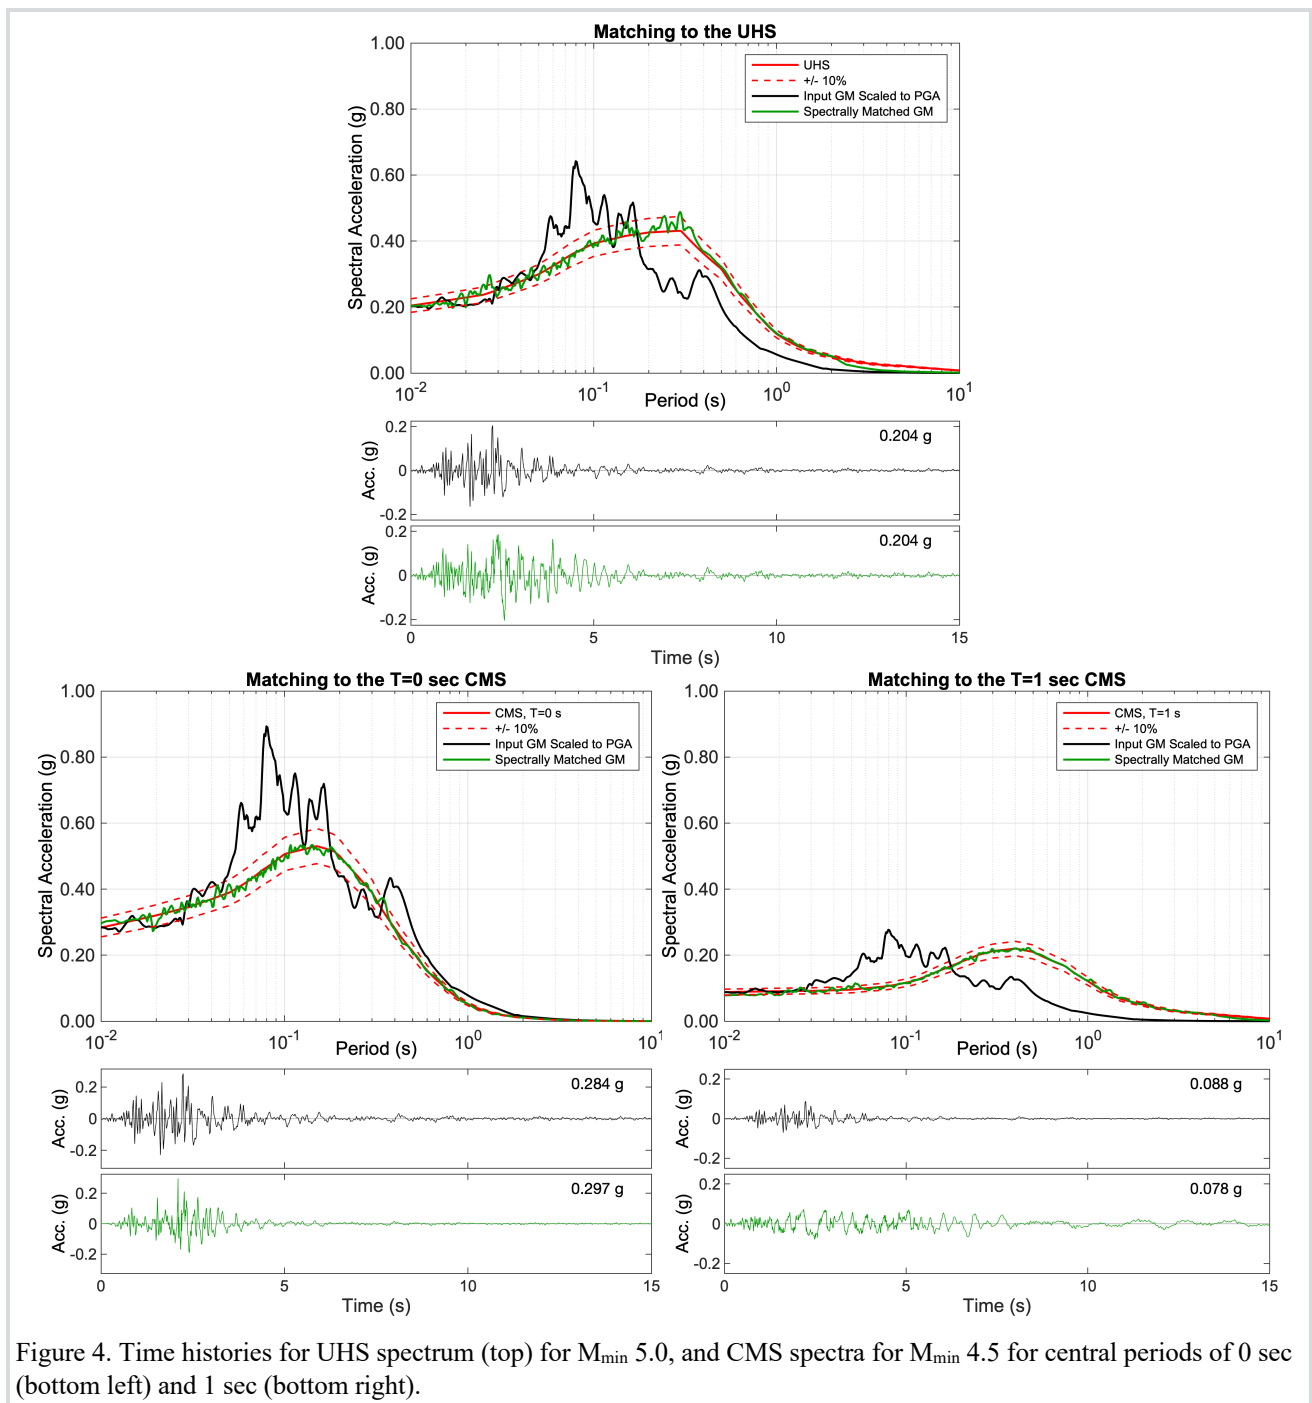 Matching to the UHS
1.00
0.80
0.60
0.40
0.20
0.00
Spectral Acceleration (g)
UHS
+/- 10%
Input GM Scaled to PGA
Spectrally Matched GM
10-2
10-1
100
101
Period (s)
0.2
0
-0.2
Acc. (g)
0.204 g
0.2
0
-0.2
Acc. (g)
0.204 g
0
5
10
15
Time (s)
Matching to the T=0 sec CMS
1.00
0.80
0.60
0.40
0.20
0.00
Spectral Acceleration (g)
CMS, T=0 s
+/- 10%
Input GM Scaled to PGA
Spectrally Matched GM
10-2
10-1
100
101
Period (s)
0.2
0
-0.2
Acc. (g)
0.284 g
0.2
0
-0.2
Acc. (g)
0.297 g
0
5
10
15
Time (s)
Matching to the T=1 sec CMS
1.00
0.80
0.60
0.40
0.20
0.00
Spectral Acceleration (g)
CMS, T=1 s
+/- 10%
Input GM Scaled to PGA
Spectrally Matched GM
10-2
10-1
100
101
Period (s)
0.2
0
-0.2
Acc. (g)
0.088 g
0.2
0
-0.2
Acc. (g)
0.078 g
0
5
10
15
Time (s)
Figure 4. Time histories for UHS spectrum (top) for Mmin 5.0, and CMS spectra for Mmin 4.5 for central periods of 0 sec
(bottom left) and 1 sec (bottom right).